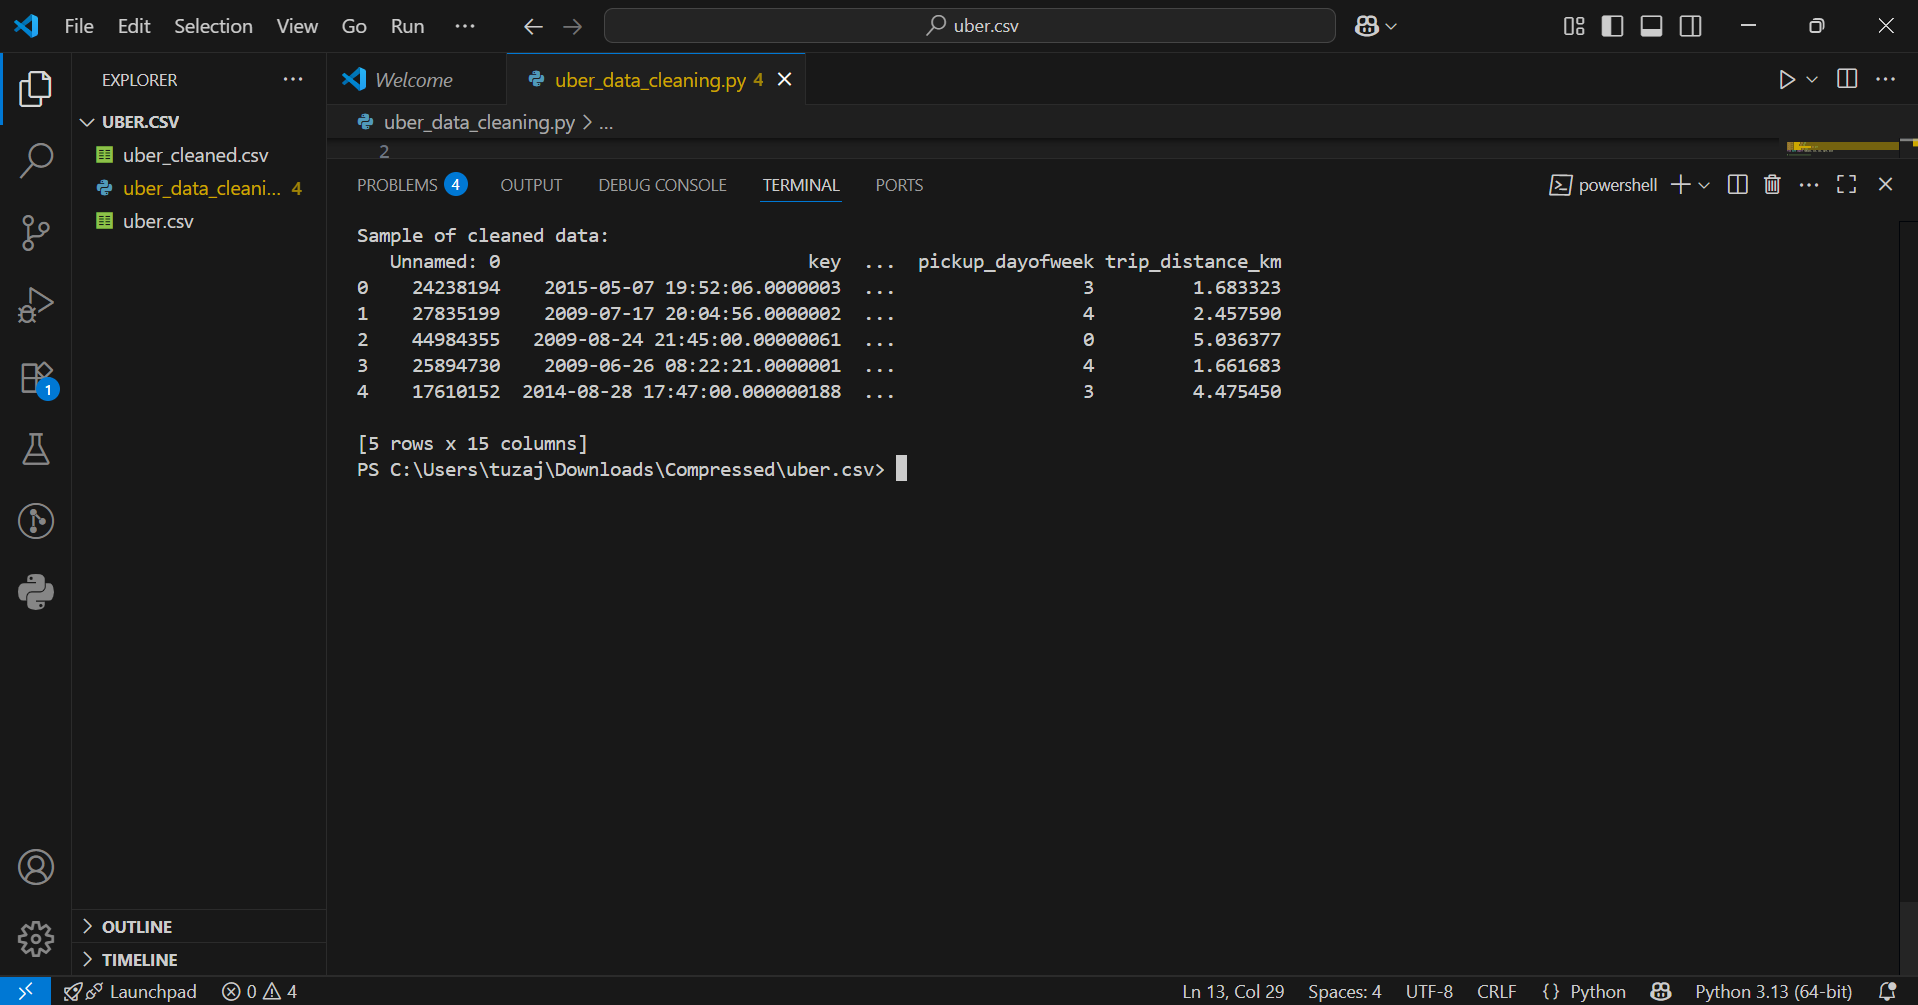 File Edit Selection View Go Run ...
uber.csv
EXPLORER ...
UBER.CSV
uber_cleaned.csv
uber_data_cleani... 4
uber.csv
OUTLINE
TIMELINE
Welcome
uber_data_cleaning.py 4
uber_data_cleaning.py > ...
2
PROBLEMS 4 OUTPUT DEBUG CONSOLE TERMINAL PORTS
powershell
Sample of cleaned data:
Unnamed: 0 key ... pickup_dayofweek trip_distance_km
0 24238194 2015-05-07 19:52:06.0000003 ... 3 1.683323
1 27835199 2009-07-17 20:04:56.0000002 ... 4 2.457590
2 44984355 2009-08-24 21:45:00.00000061 ... 0 5.036377
3 25894730 2009-06-26 08:22:21.0000001 ... 4 1.661683
4 17610152 2014-08-28 17:47:00.000000188 ... 3 4.475450
[5 rows x 15 columns]
PS C:\Users\tuzaj\Downloads\Compressed\uber.csv>
1
Launchpad 0 4 Ln 13, Col 29 Spaces: 4 UTF-8 CRLF {} Python Python 3.13 (64-bit)